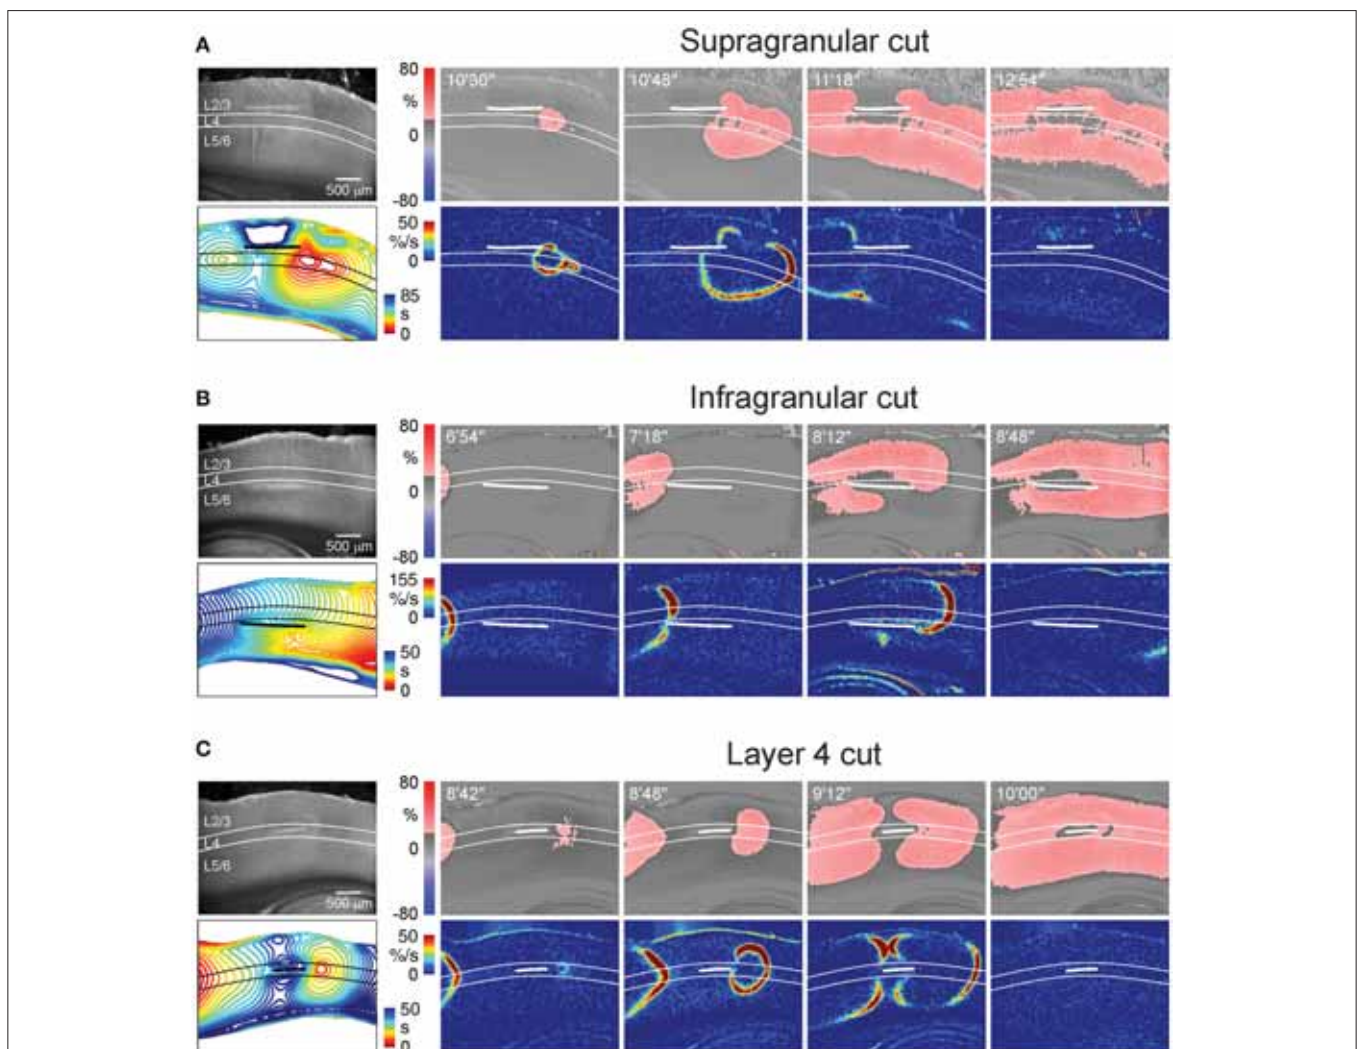 A
Supragranular cut
L2/3
L4
L5/6
500 µm
80
%
0
-80
10'30"
10'48"
11'18"
12'54"
50
%/s
0
85
s
0
B
Infragranular cut
L2/3
L4
L5/6
500 µm
80
%
0
-80
6'54"
7'18"
8'12"
8'48"
155
%/s
0
50
s
0
C
Layer 4 cut
L2/3
L4
L5/6
500 µm
80
%
0
-80
8'42"
8'48"
9'12"
10'00"
50
%/s
0
50
s
0